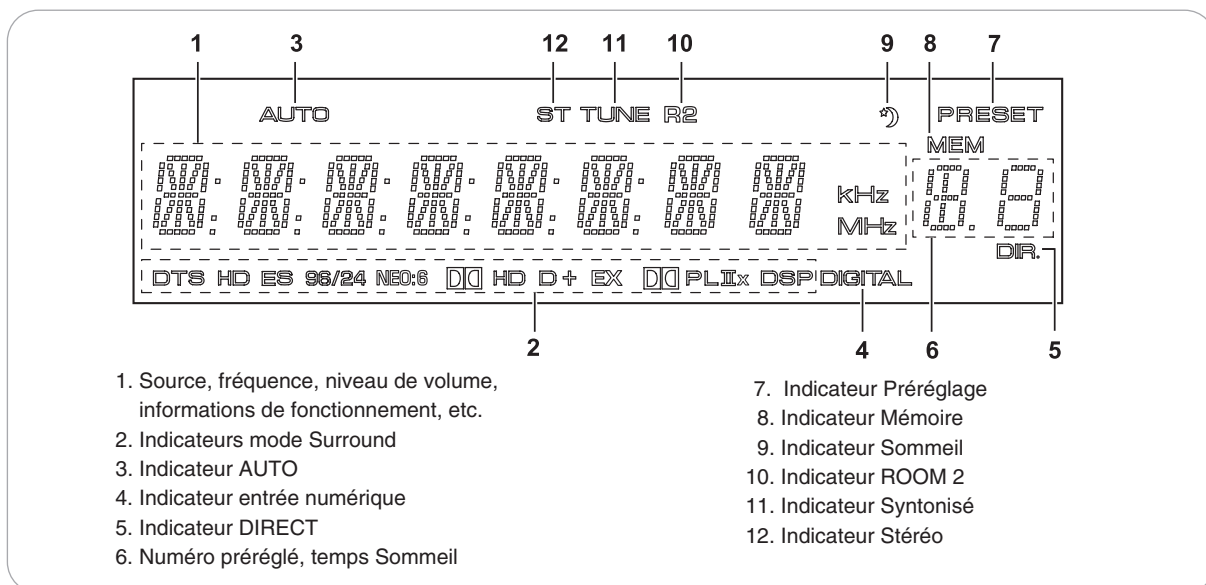 1 3 12 11 10 9 8 7
AUTO ST TUNE R2 PRESET
MEM
kHz
MHz
DIR.
DTS HD ES 96/24 NEO:6 DD HD D+ EX DD PLIIx DSP DIGITAL
2 4 6 5
1. Source, fréquence, niveau de volume,
informations de fonctionnement, etc.
2. Indicateurs mode Surround
3. Indicateur AUTO
4. Indicateur entrée numérique
5. Indicateur DIRECT
6. Numéro préréglé, temps Sommeil
7. Indicateur Préréglage
8. Indicateur Mémoire
9. Indicateur Sommeil
10. Indicateur ROOM 2
11. Indicateur Syntonisé
12. Indicateur Stéréo